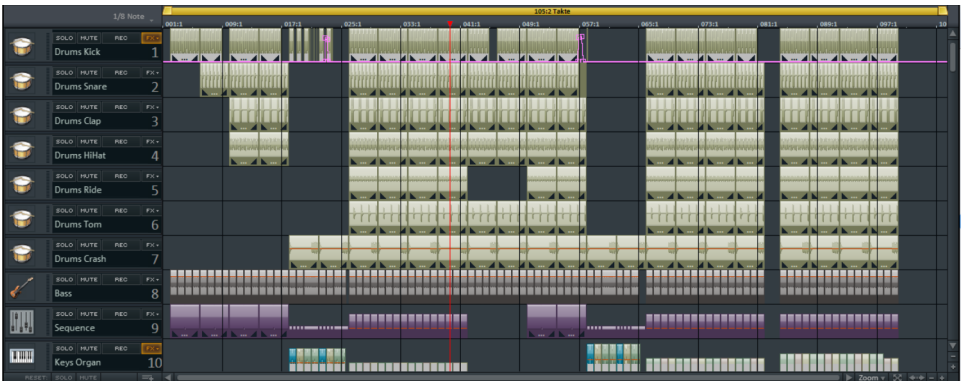 105:2 Takte
1/8 Note
001:1 009:1 017:1 025:1 033:1 041:1 049:1 057:1 065:1 073:1 081:1 089:1 097:1 10
SOLO MUTE REC FX
Drums Kick 1
SOLO MUTE REC FX
Drums Snare 2
SOLO MUTE REC FX
Drums Clap 3
SOLO MUTE REC FX
Drums HiHat 4
SOLO MUTE REC FX
Drums Ride 5
SOLO MUTE REC FX
Drums Tom 6
SOLO MUTE REC FX
Drums Crash 7
SOLO MUTE REC FX
Bass 8
SOLO MUTE REC FX
Sequence 9
SOLO MUTE REC FX
Keys Organ 10
RESET SOLO MUTE Zoom